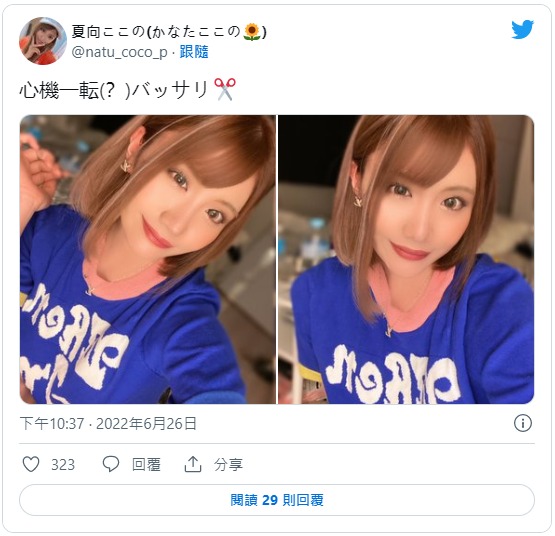 夏向ここの(かなたここの🌻)
@natu_coco_p · 跟隨
心機一転(？)バッサリ✂️
下午10:37 · 2022年6月26日
323 回覆 分享
閱讀 29 則回覆